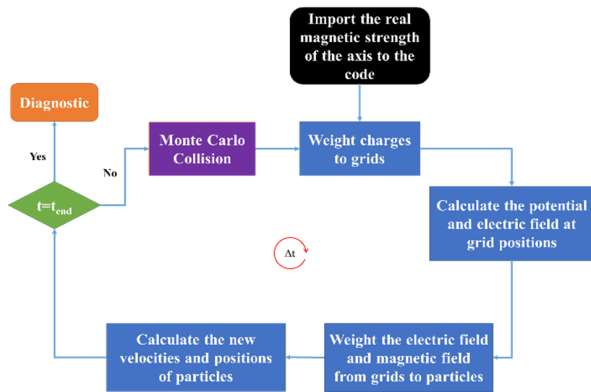 Import the real
magnetic strength
of the axis to the
code
Diagnostic
Yes
No
Monte Carlo
Collision
Weight charges
to grids
t=tend
Calculate the potential
and electric field at
grid positions
Δt
Calculate the new
velocities and positions
of particles
Weight the electric field
and magnetic field
from grids to particles